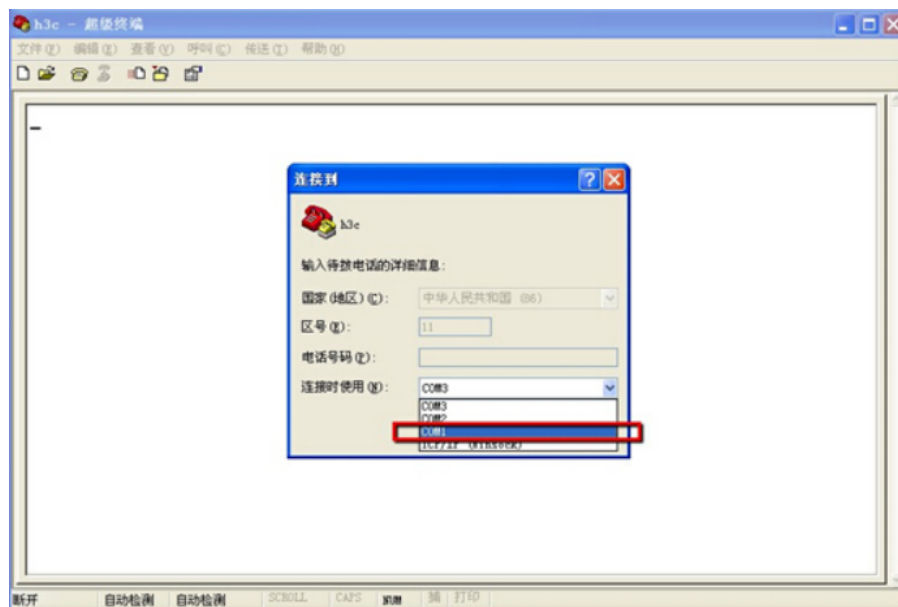 h3c - 超级终端
文件(F) 编辑(E) 查看(V) 呼叫(C) 传送(T) 帮助(H)
连接到
h3c
输入待拨电话的详细信息:
国家(地区)(C): 中华人民共和国 (86)
区号(E): 11
电话号码(P):
连接时使用(N): COM3
COM3
COM2
COM1
TCP/IP (Winsock)
断开 自动检测 自动检测 SCROLL CAPS NUM 捕 打印